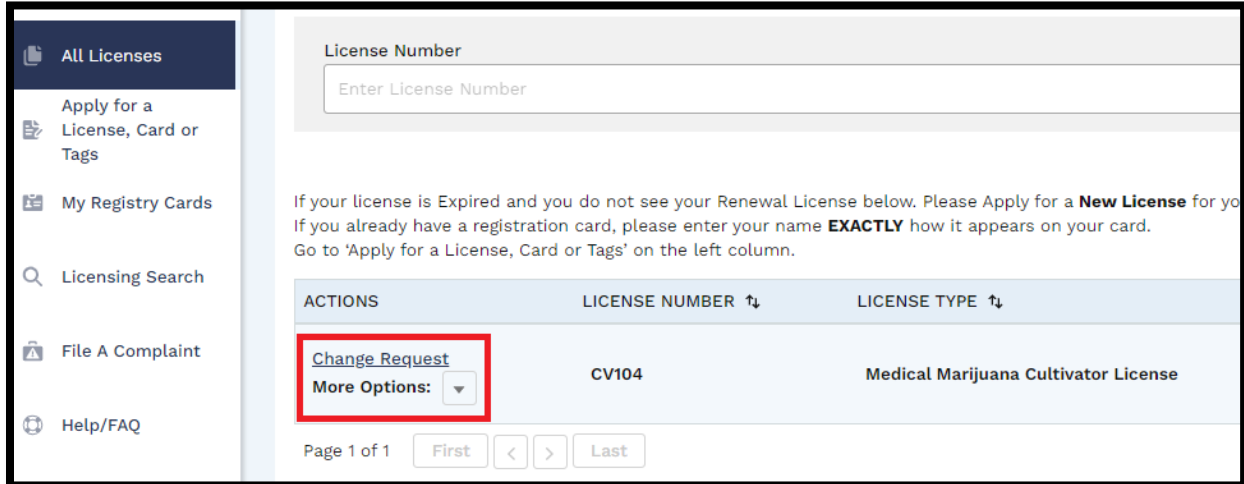 All Licenses
Apply for a
License, Card or
Tags
My Registry Cards
Licensing Search
File A Complaint
Help/FAQ
License Number
Enter License Number
If your license is Expired and you do not see your Renewal License below. Please Apply for a New License for yo
If you already have a registration card, please enter your name EXACTLY how it appears on your card.
Go to 'Apply for a License, Card or Tags' on the left column.
ACTIONS LICENSE NUMBER LICENSE TYPE
Change Request
More Options:
CV104 Medical Marijuana Cultivator License
Page 1 of 1 First < > Last